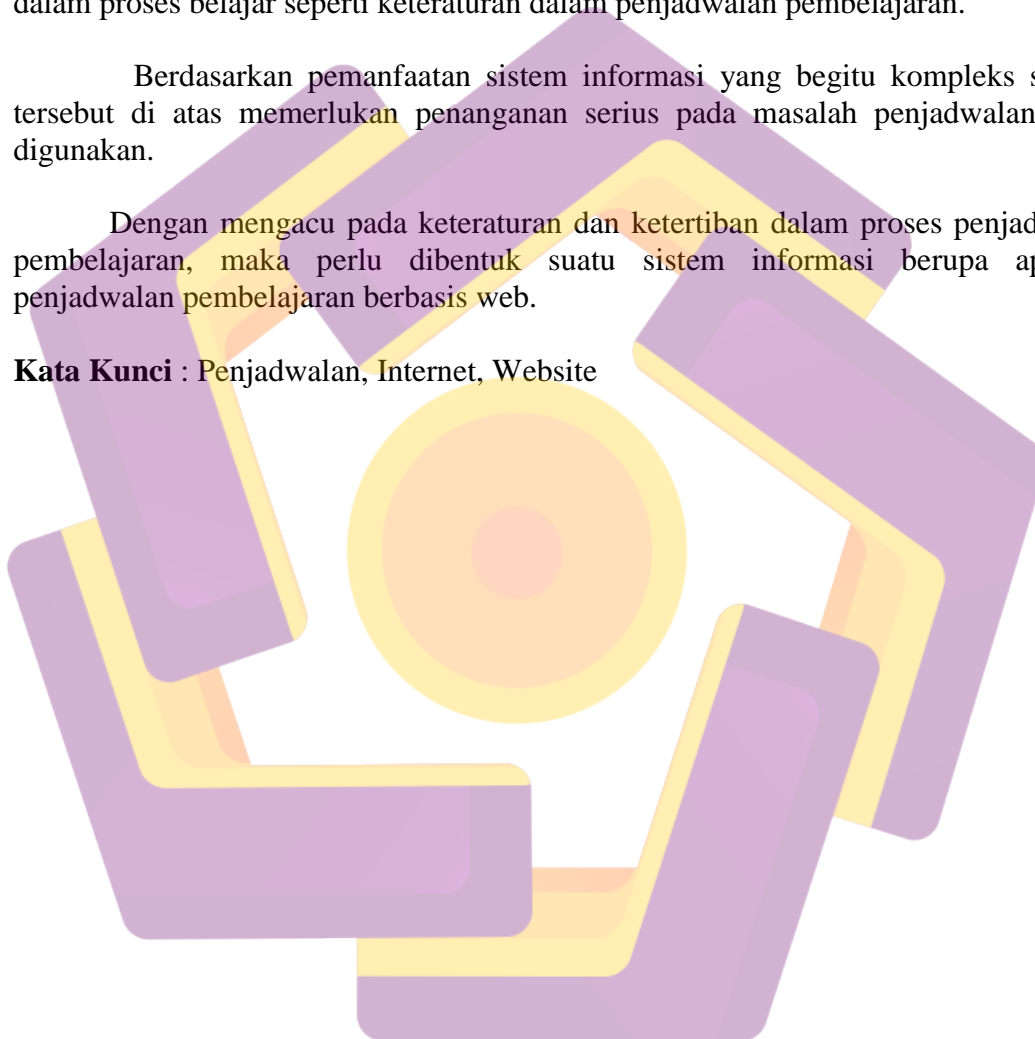 dalam proses belajar seperti keteraturan dalam penjadwalan pembelajaran.
Berdasarkan pemanfaatan sistem informasi yang begitu kompleks
tersebut di atas memerlukan penanganan serius pada masalah penjadwalan
digunakan.
Dengan mengacu pada keteraturan dan ketertiban dalam proses penjad
pembelajaran, maka perlu dibentuk suatu sistem informasi berupa ap
penjadwalan pembelajaran berbasis web.
Kata Kunci : Penjadwalan, Internet, Website